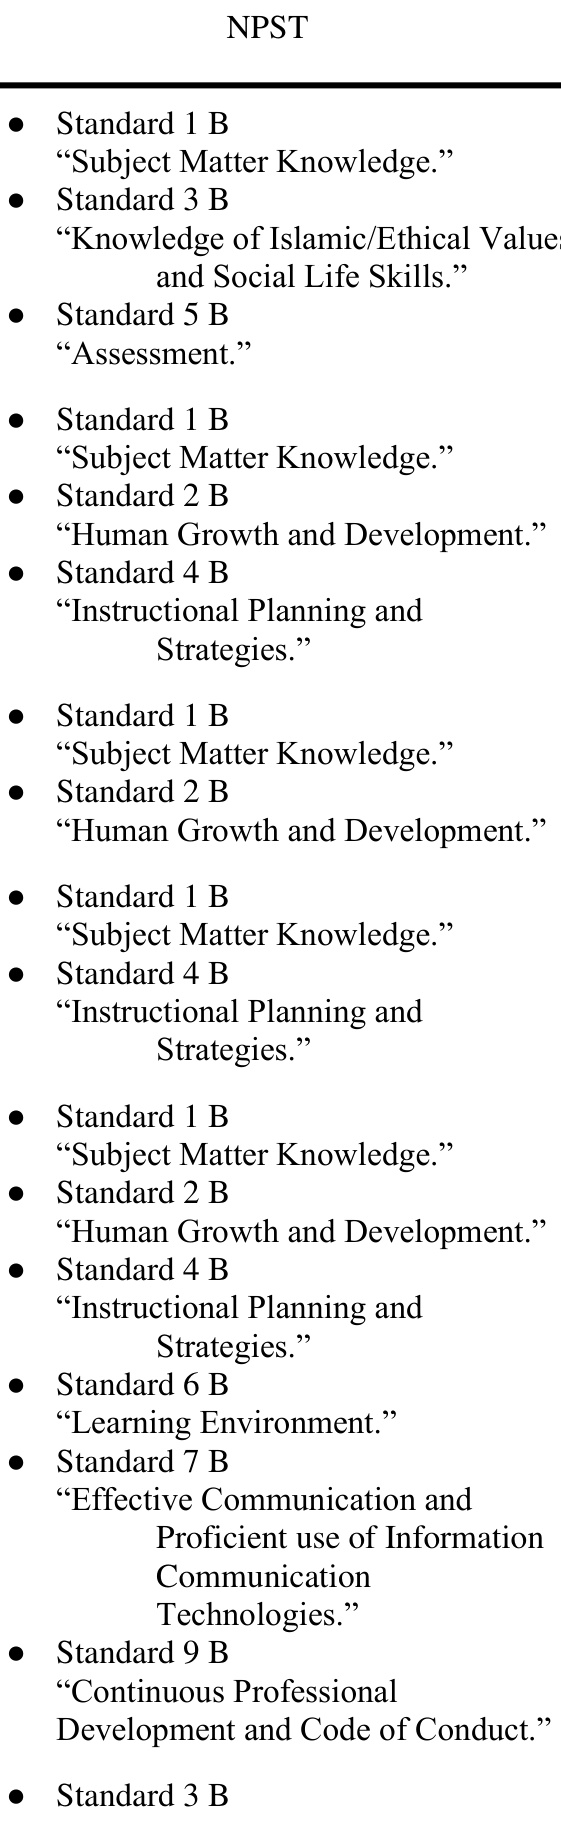 NPST
● Standard 1 B
“Subject Matter Knowledge.”
● Standard 3 B
“Knowledge of Islamic/Ethical Values
and Social Life Skills.”
● Standard 5 B
“Assessment.”
● Standard 1 B
“Subject Matter Knowledge.”
● Standard 2 B
“Human Growth and Development.”
● Standard 4 B
“Instructional Planning and
Strategies.”
● Standard 1 B
“Subject Matter Knowledge.”
● Standard 2 B
“Human Growth and Development.”
● Standard 1 B
“Subject Matter Knowledge.”
● Standard 4 B
“Instructional Planning and
Strategies.”
● Standard 1 B
“Subject Matter Knowledge.”
● Standard 2 B
“Human Growth and Development.”
● Standard 4 B
“Instructional Planning and
Strategies.”
● Standard 6 B
“Learning Environment.”
● Standard 7 B
“Effective Communication and
Proficient use of Information
Communication
Technologies.”
● Standard 9 B
“Continuous Professional
Development and Code of Conduct.”
● Standard 3 B